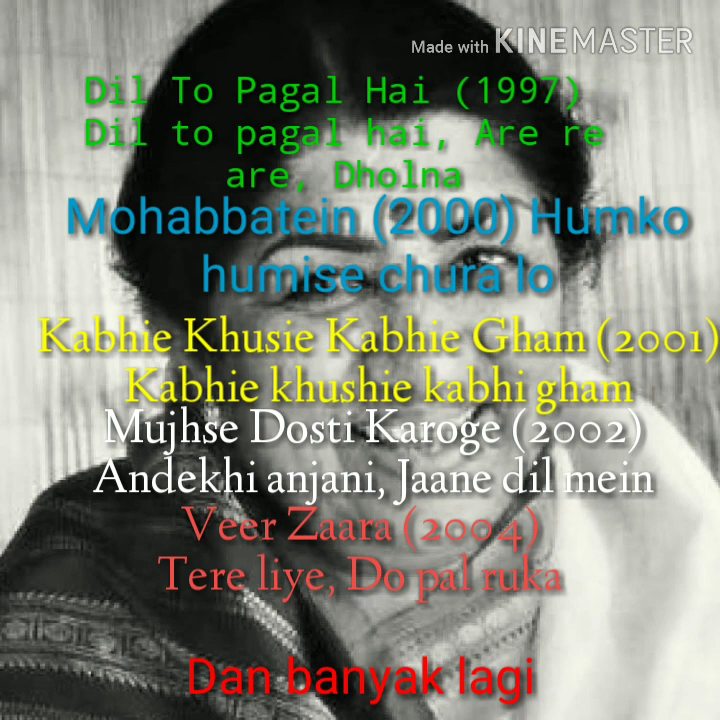 Made with KINEMASTER
Dil To Pagal Hai (1997)
Dil to pagal hai, Are re
are, Dholna
Mohabbatein (2000) Humko
humise chura lo
Kabhie Khusie Kabhie Gham (2001)
Kabhie khushie kabhi gham
Mujhse Dosti Karoge (2002)
Andekhi anjani, Jaane dil mein
Veer Zaara (2004)
Tere liye, Do pal ruka
Dan banyak lagi